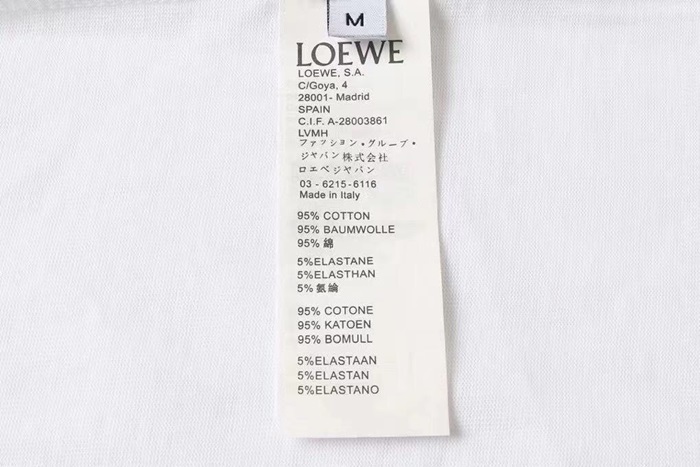 M
LOEWE
LOEWE, S.A.
C/Goya, 4
28001- Madrid
SPAIN
C.I.F. A-28003861
LVMH
ファッション・グループ・
ジャパン株式会社
ロエベジャパン
03 - 6215-6116
Made in Italy
95% COTTON
95% BAUMWOLLE
95% 綿
5%ELASTANE
5%ELASTHAN
5% 氨綸
95% COTONE
95% KATOEN
95% BOMULL
5%ELASTAAN
5%ELASTAN
5%ELASTANO